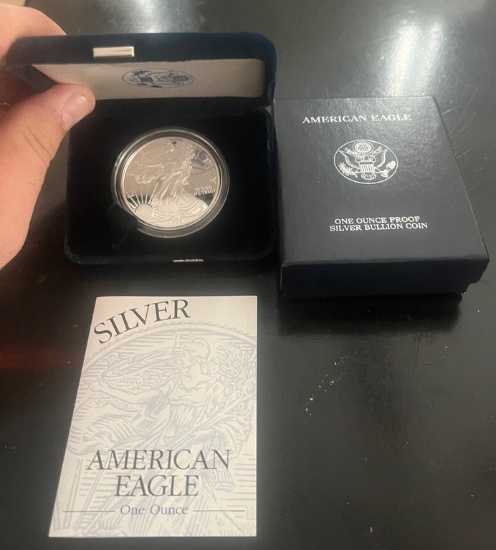 AMERICAN EAGLE
ONE OUNCE PROOF
SILVER BULLION COIN
SILVER
AMERICAN
EAGLE
One Ounce